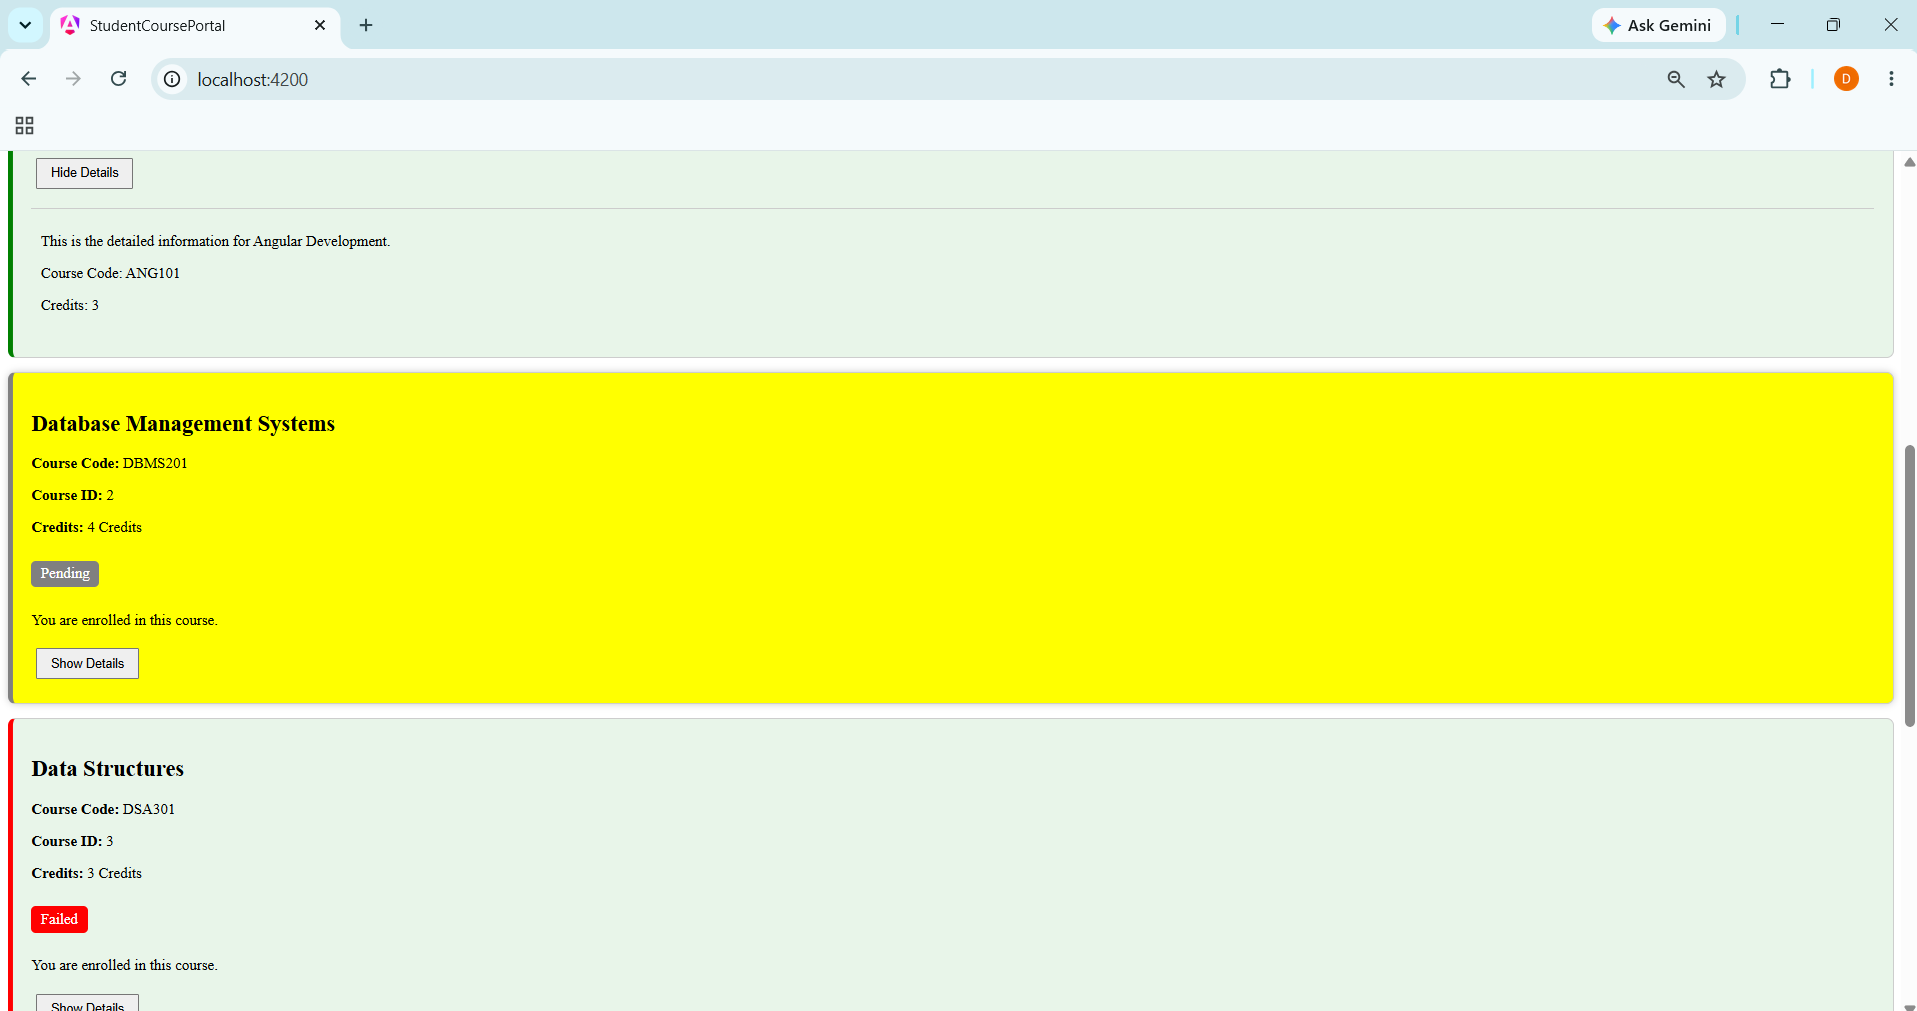 StudentCoursePortal
Ask Gemini
localhost:4200
D
Hide Details
This is the detailed information for Angular Development.
Course Code: ANG101
Credits: 3
Database Management Systems
Course Code: DBMS201
Course ID: 2
Credits: 4 Credits
Pending
You are enrolled in this course.
Show Details
Data Structures
Course Code: DSA301
Course ID: 3
Credits: 3 Credits
Failed
You are enrolled in this course.
Show Details